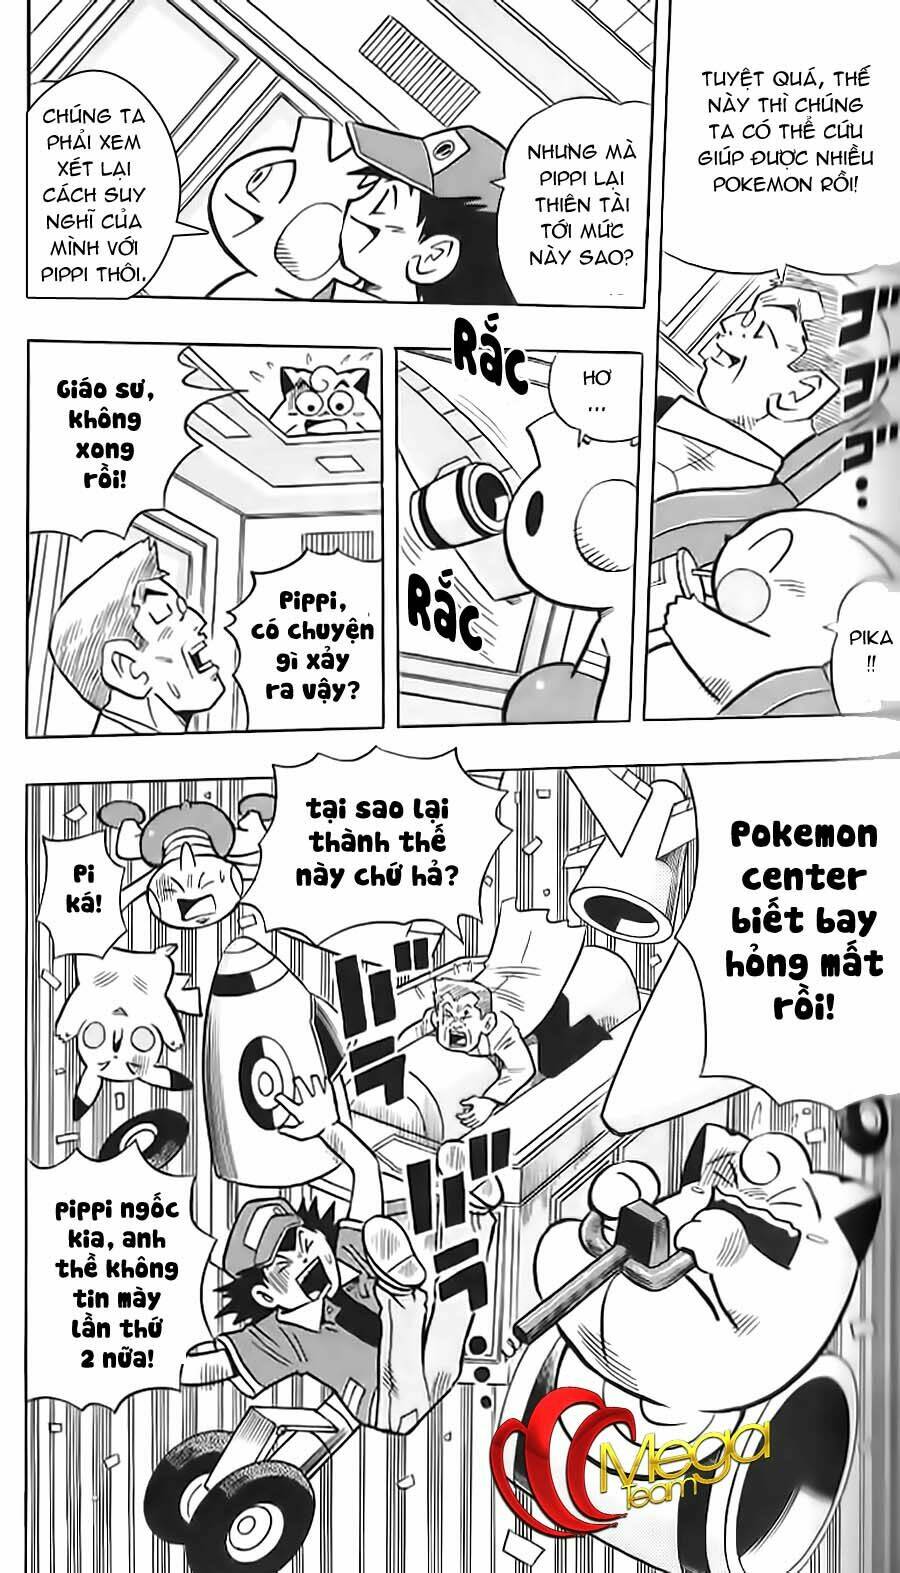 TUYỆT QUÁ, THẾ
NÀY THÌ CHÚNG
TA CÓ THỂ CỨU
GIÚP ĐƯỢC NHIỀU
POKEMON RỒI!
NHƯNG MÀ
PIPPI LẠI
THIÊN TÀI
TỚI MỨC
NÀY SAO?
CHÚNG TA
PHẢI XEM
XÉT LẠI
CÁCH SUY
NGHĨ CỦA
MÌNH VỚI
PIPPI THÔI.
ゴゴゴ...
PIKA
!!
HƠ
...
Rắc
Rắc
Giáo sư,
không
xong
rồi!
Pippi,
có chuyện
gì xảy
ra vậy?
Pokemon
center
biết bay
hỏng mất
rồi!
tại sao lại
thành thế
này chứ hả?
Pi
ká!
Pippi ngốc
kia, anh
thề không
tin mày
lần thứ
2 nữa!
Mega
Team